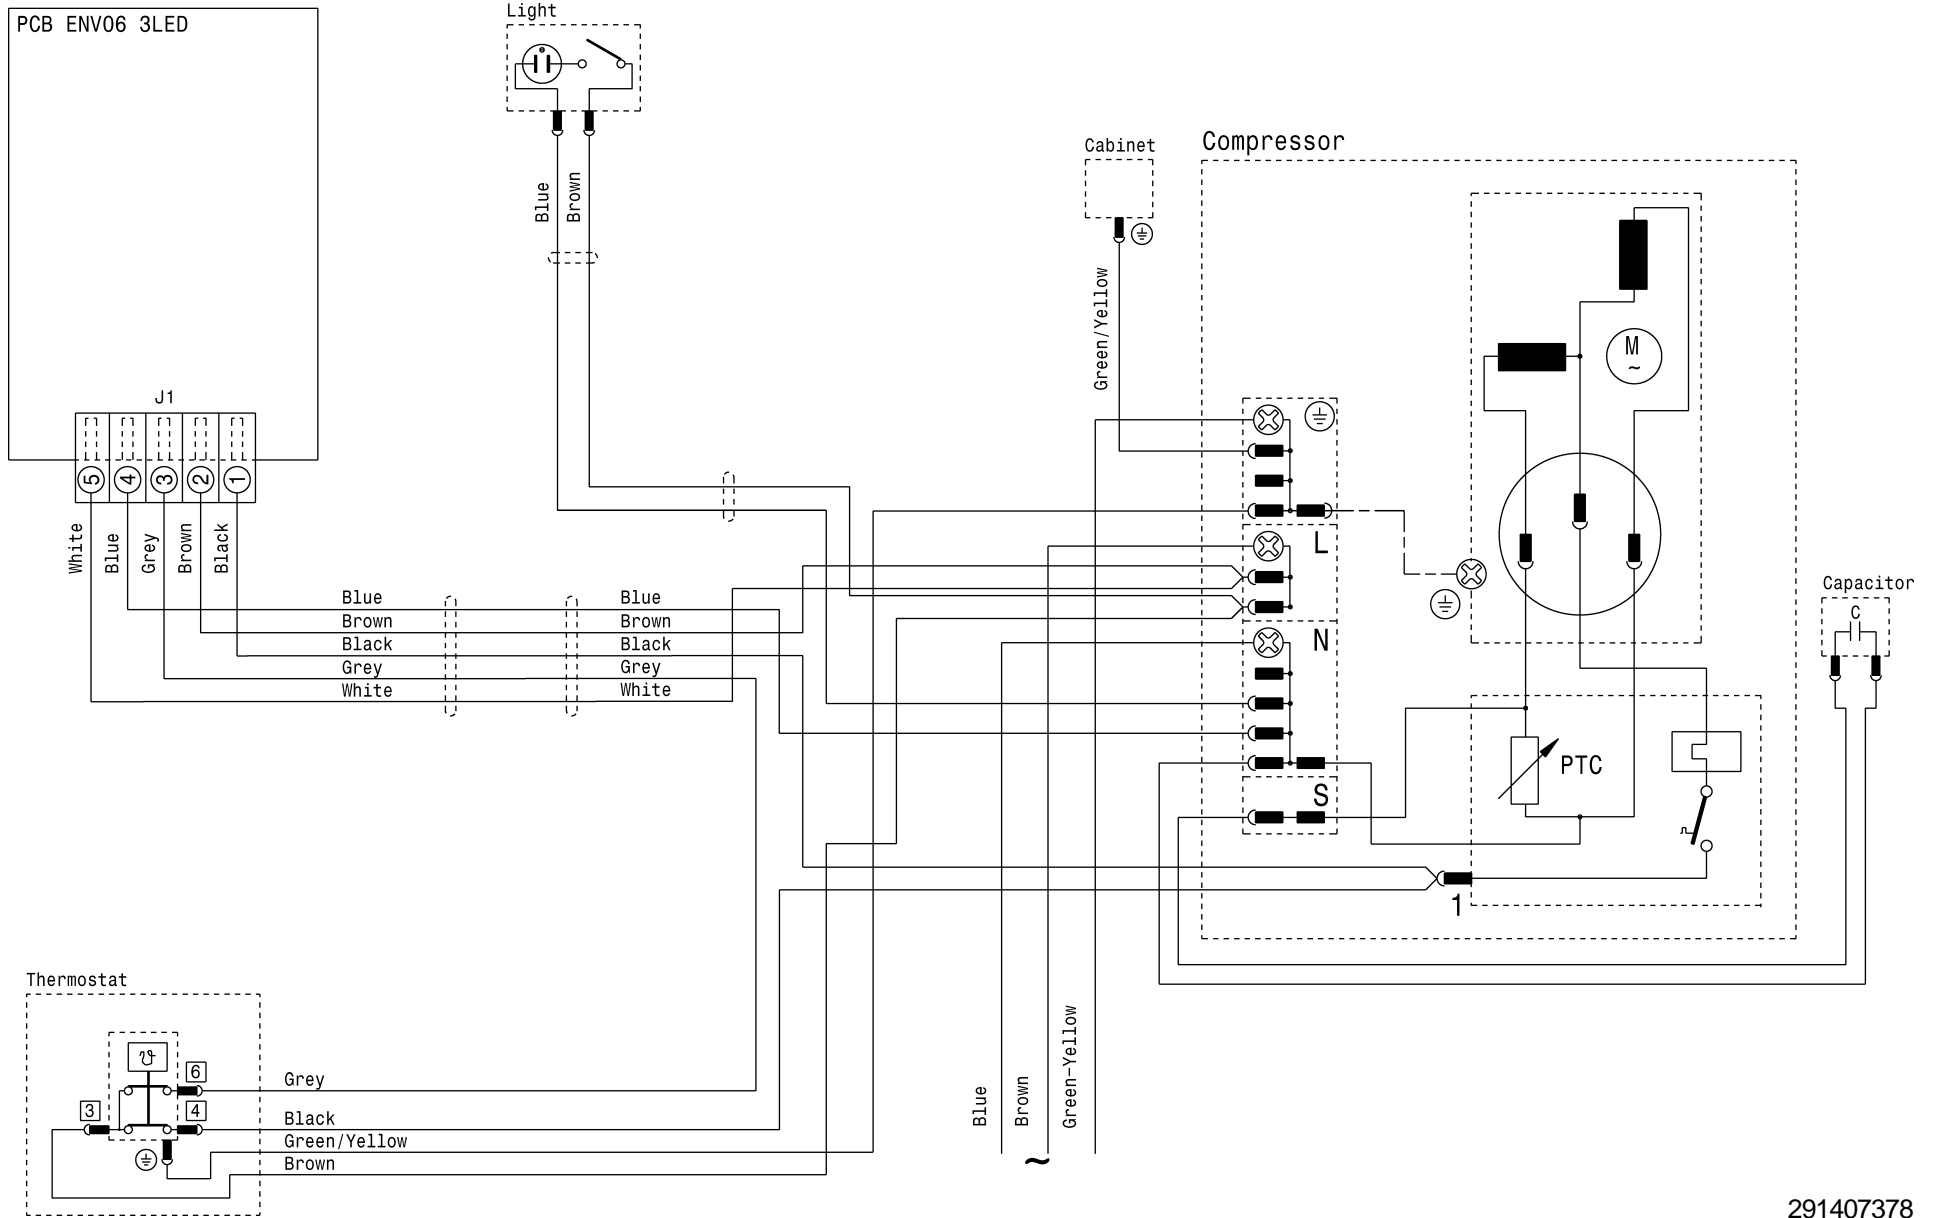 PCB ENV06 3LED
Light
Blue
Brown
Cabinet
Green/Yellow
Compressor
M
~
J1
5
4
3
2
1
White
Blue
Grey
Brown
Black
L
N
S
PTC
1
Capacitor
C
Blue
Brown
Black
Grey
White
Blue
Brown
Black
Grey
White
Thermostat
ϑ
6
3
4
Grey
Black
Green/Yellow
Brown
Blue
Brown
Green-Yellow
~
291407378